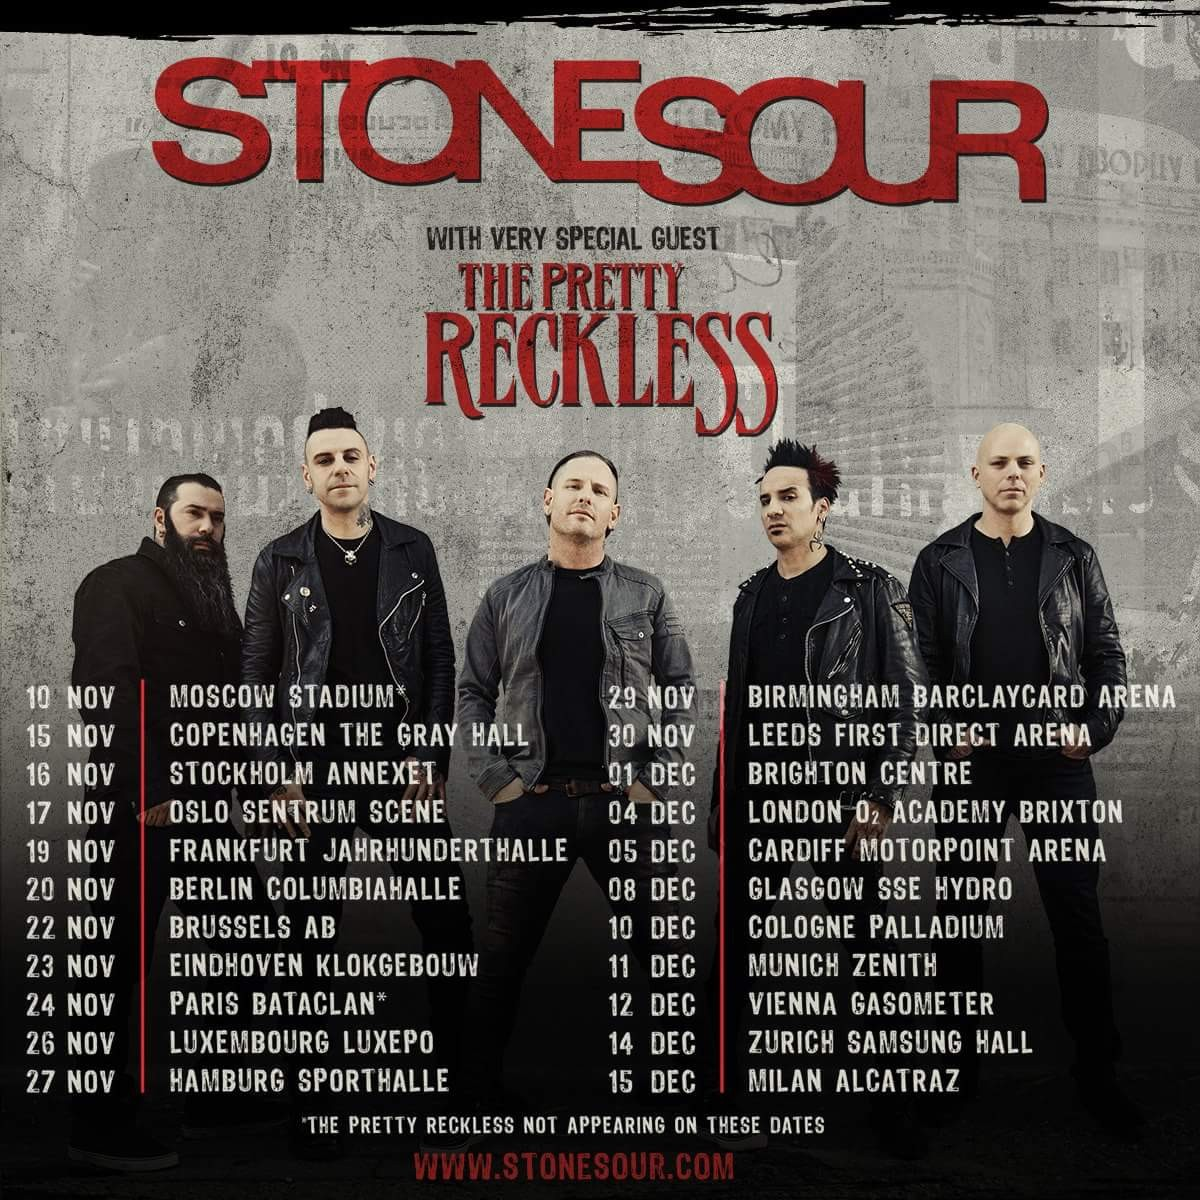 STONESOUR
WITH VERY SPECIAL GUEST
THE PRETTY
RECKLESS
10 NOV MOSCOW STADIUM*
15 NOV COPENHAGEN THE GRAY HALL
16 NOV STOCKHOLM ANNEXET
17 NOV OSLO SENTRUM SCENE
19 NOV FRANKFURT JAHRHUNDERTHALLE
20 NOV BERLIN COLUMBIAHALLE
22 NOV BRUSSELS AB
23 NOV EINDHOVEN KLOKGEBOUW
24 NOV PARIS BATACLAN*
26 NOV LUXEMBOURG LUXEPO
27 NOV HAMBURG SPORTHALLE
29 NOV BIRMINGHAM BARCLAYCARD ARENA
30 NOV LEEDS FIRST DIRECT ARENA
01 DEC BRIGHTON CENTRE
04 DEC LONDON O₂ ACADEMY BRIXTON
05 DEC CARDIFF MOTORPOINT ARENA
08 DEC GLASGOW SSE HYDRO
10 DEC COLOGNE PALLADIUM
11 DEC MUNICH ZENITH
12 DEC VIENNA GASOMETER
14 DEC ZURICH SAMSUNG HALL
15 DEC MILAN ALCATRAZ
*THE PRETTY RECKLESS NOT APPEARING ON THESE DATES
WWW.STONESOUR.COM